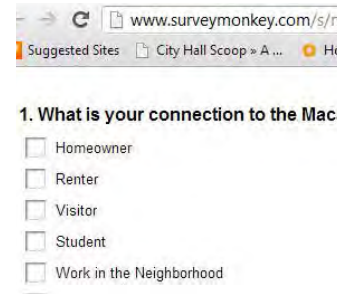 www.surveymonkey.com/s/
Suggested Sites City Hall Scoop » A ...
1. What is your connection to the
Homeowner
Renter
Visitor
Student
Work in the Neighborhood